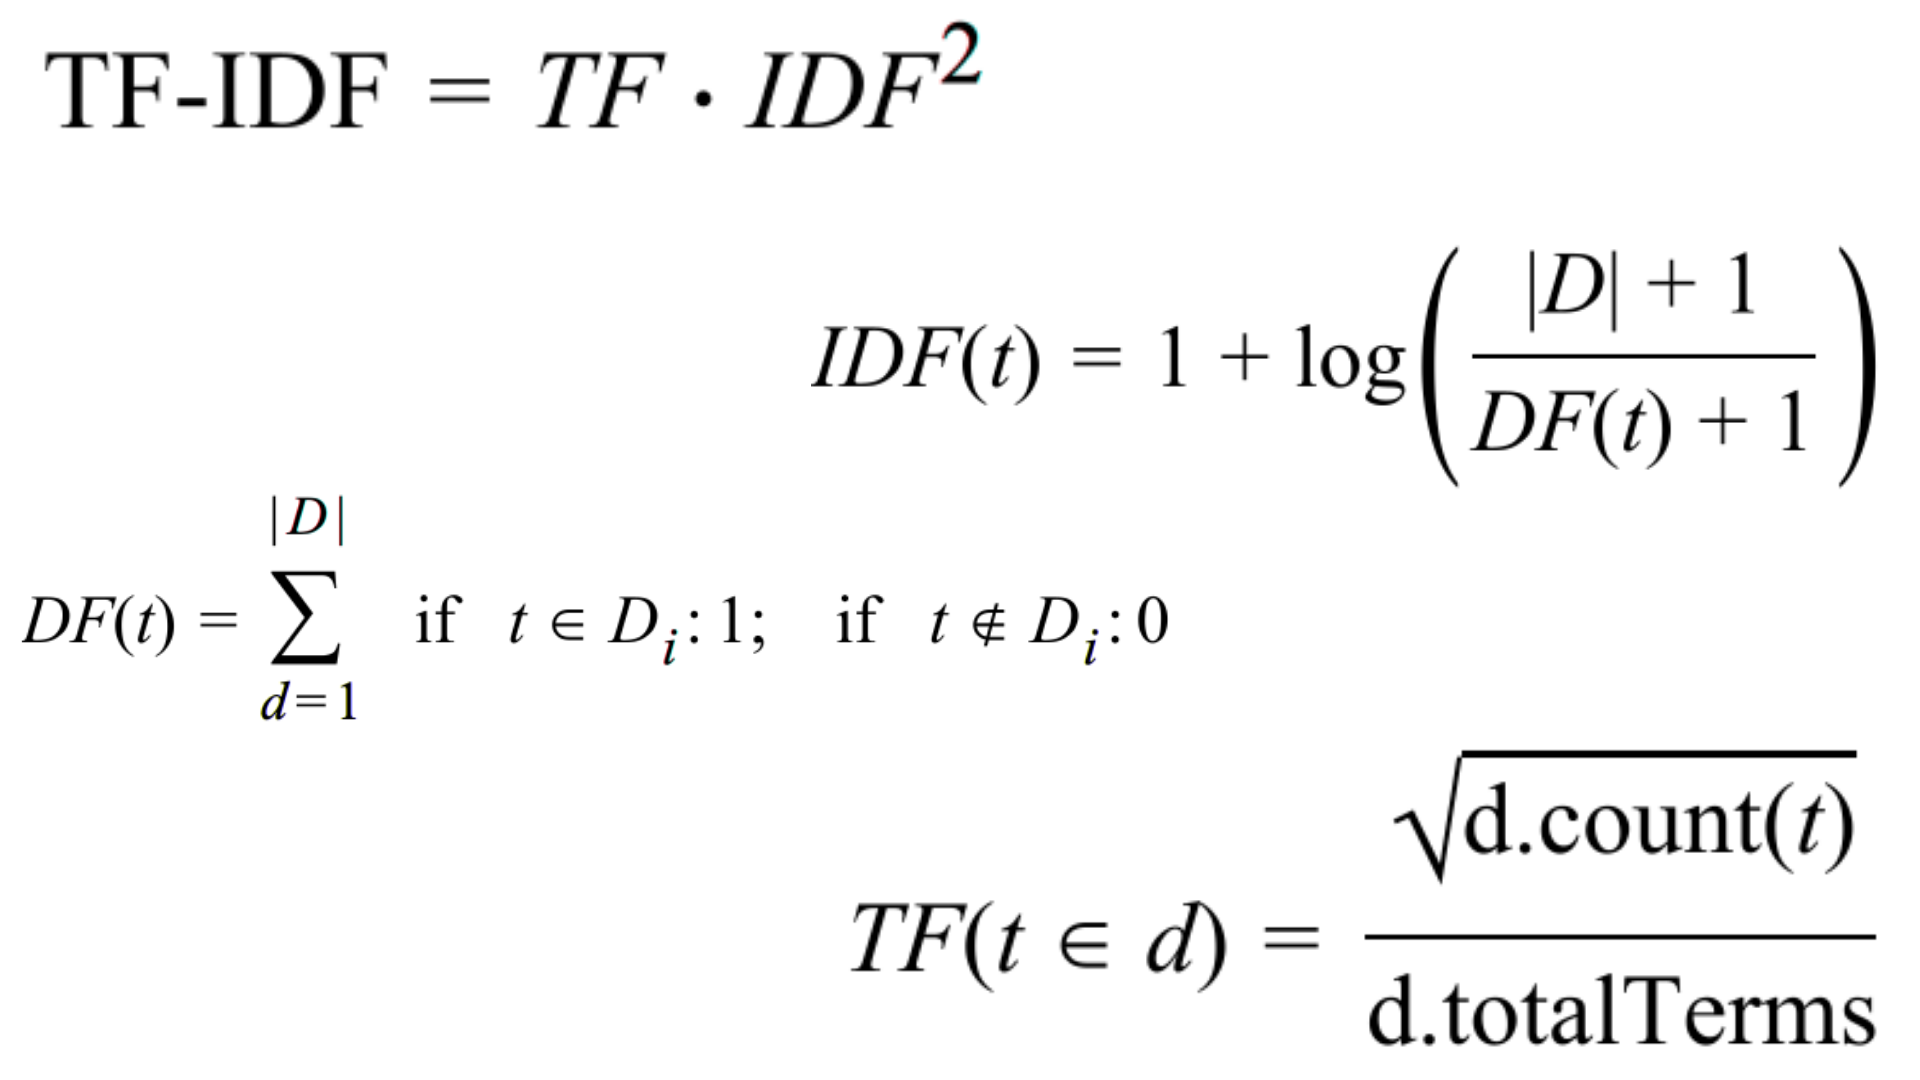 TF-IDF = TF · IDF²
IDF(t) = 1 + log( (|D| + 1) / (DF(t) + 1) )
DF(t) = ∑_{d=1}^{|D|} if t ∈ D_i : 1; if t ∉ D_i : 0
TF(t ∈ d) = √d.count(t) / d.totalTerms